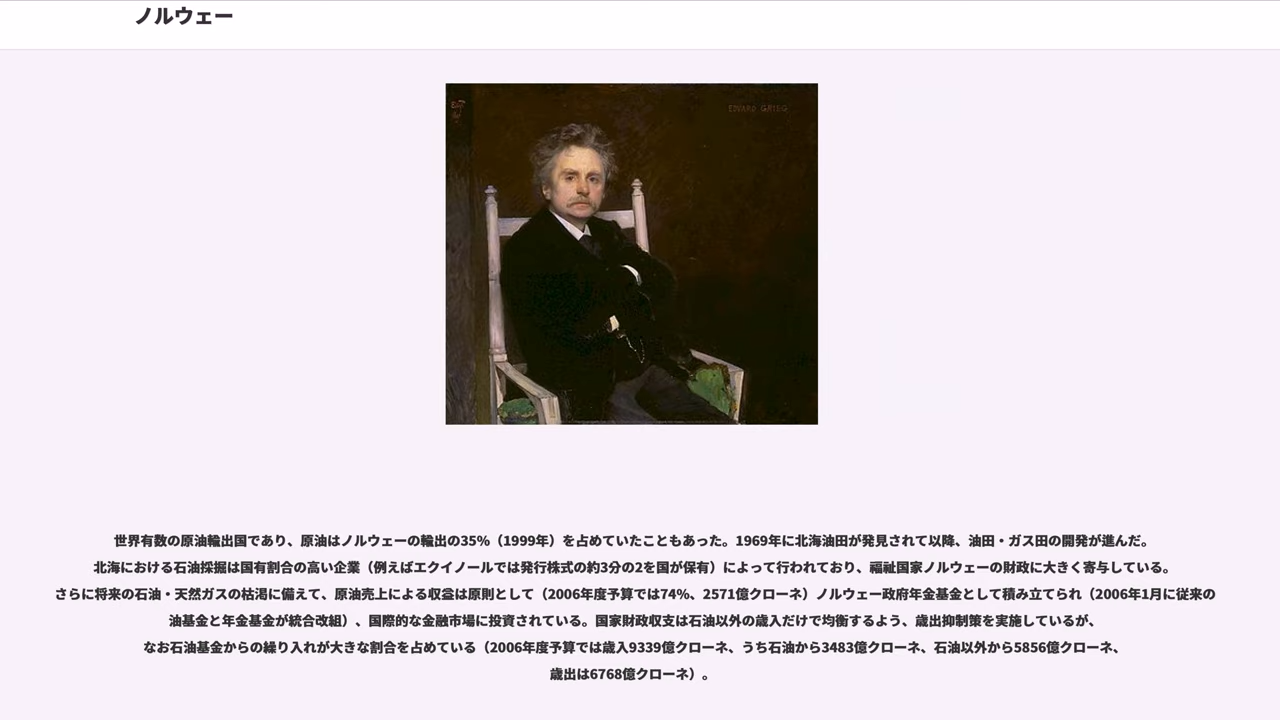 ノルウェー
EDVARD GRIEG
世界有数の原油輸出国であり、原油はノルウェーの輸出の35%（1999年）を占めていたこともあった。1969年に北海油田が発見されて以降、油田・ガス田の開発が進んだ。
北海における石油採掘は国有割合の高い企業（例えばエクイノールでは発行株式の約3分の2を国が保有）によって行われており、福祉国家ノルウェーの財政に大きく寄与している。
さらに将来の石油・天然ガスの枯渇に備えて、原油売上による収益は原則として（2006年度予算では74%、2571億クローネ）ノルウェー政府年金基金として積み立てられ（2006年1月に従来の
油基金と年金基金が統合改組）、国際的な金融市場に投資されている。国家財政収支は石油以外の歳入だけで均衡するよう、歳出抑制策を実施しているが、
なお石油基金からの繰り入れが大きな割合を占めている（2006年度予算では歳入9339億クローネ、うち石油から3483億クローネ、石油以外から5856億クローネ、
歳出は6768億クローネ）。